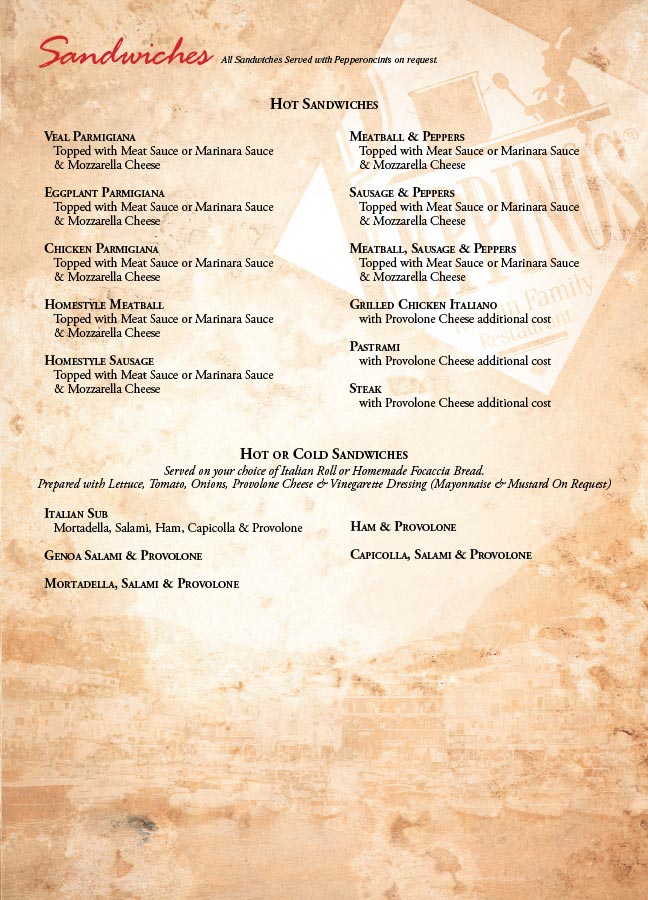 Sandwiches All Sandwiches Served with Pepperoncinis on request.
Hot Sandwiches
Veal Parmigiana
Topped with Meat Sauce or Marinara Sauce
& Mozzarella Cheese
Eggplant Parmigiana
Topped with Meat Sauce or Marinara Sauce
& Mozzarella Cheese
Chicken Parmigiana
Topped with Meat Sauce or Marinara Sauce
& Mozzarella Cheese
Homestyle Meatball
Topped with Meat Sauce or Marinara Sauce
& Mozzarella Cheese
Homestyle Sausage
Topped with Meat Sauce or Marinara Sauce
& Mozzarella Cheese
Meatball & Peppers
Topped with Meat Sauce or Marinara Sauce
& Mozzarella Cheese
Sausage & Peppers
Topped with Meat Sauce or Marinara Sauce
& Mozzarella Cheese
Meatball, Sausage & Peppers
Topped with Meat Sauce or Marinara Sauce
& Mozzarella Cheese
Grilled Chicken Italiano
with Provolone Cheese additional cost
Pastrami
with Provolone Cheese additional cost
Steak
with Provolone Cheese additional cost
Hot or Cold Sandwiches
Served on your choice of Italian Roll or Homemade Focaccia Bread.
Prepared with Lettuce, Tomato, Onions, Provolone Cheese & Vinegarette Dressing (Mayonnaise & Mustard On Request)
Italian Sub
Mortadella, Salami, Ham, Capicolla & Provolone
Genoa Salami & Provolone
Mortadella, Salami & Provolone
Ham & Provolone
Capicolla, Salami & Provolone
Family
Restaurant